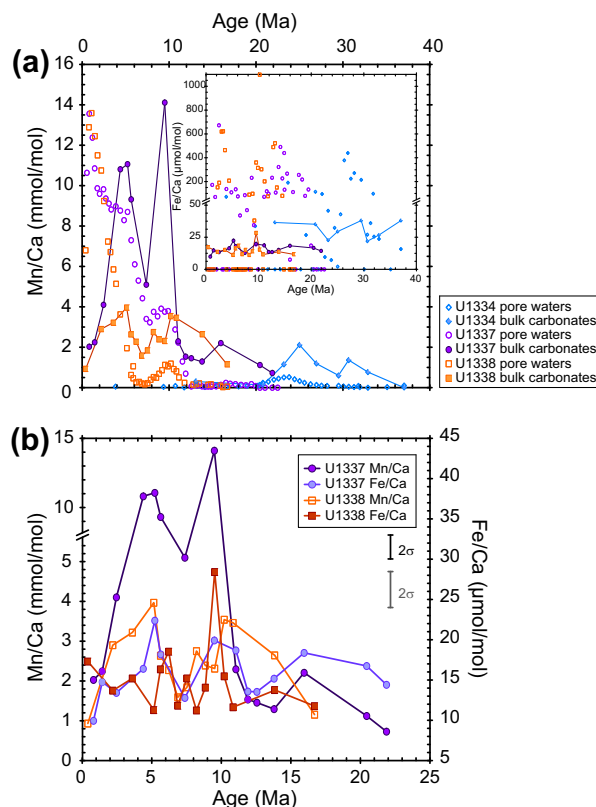 Age (Ma)
0 10 20 30 40
(a)
16
14
12
10
8
6
4
2
0
Mn/Ca (mmol/mol)
1000
800
600
400
200
50
25
0
Fe/Ca (µmol/mol)
0 10 20 30 40
Age (Ma)
U1334 pore waters
U1334 bulk carbonates
U1337 pore waters
U1337 bulk carbonates
U1338 pore waters
U1338 bulk carbonates
(b)
15
10
5
4
3
2
1
0
Mn/Ca (mmol/mol)
U1337 Mn/Ca
U1337 Fe/Ca
U1338 Mn/Ca
U1338 Fe/Ca
2σ
2σ
45
40
35
30
25
20
15
10
5
Fe/Ca (µmol/mol)
0 5 10 15 20 25
Age (Ma)